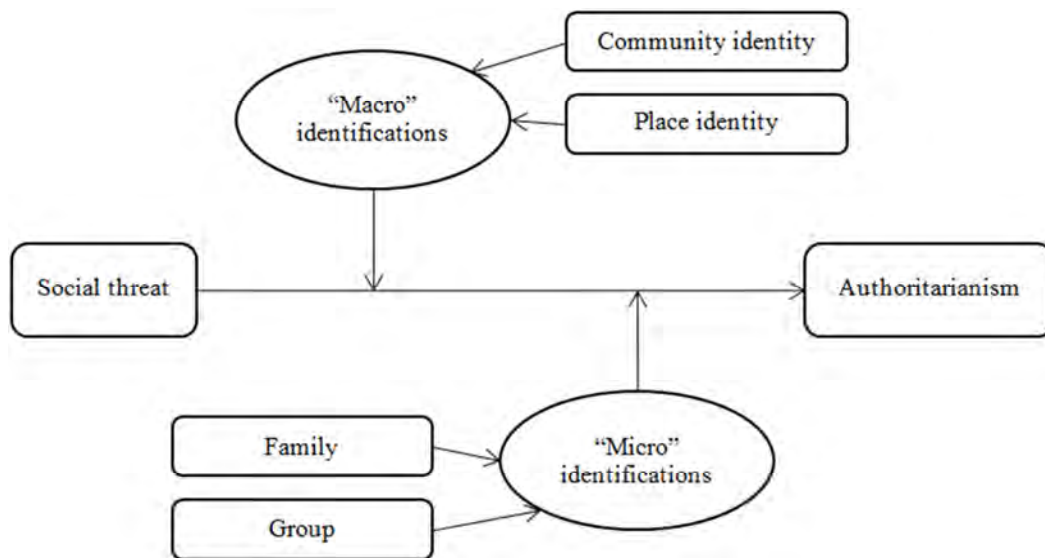 Community identity
“Macro”
identifications
Place identity
Social threat
Authoritarianism
Family
“Micro”
identifications
Group